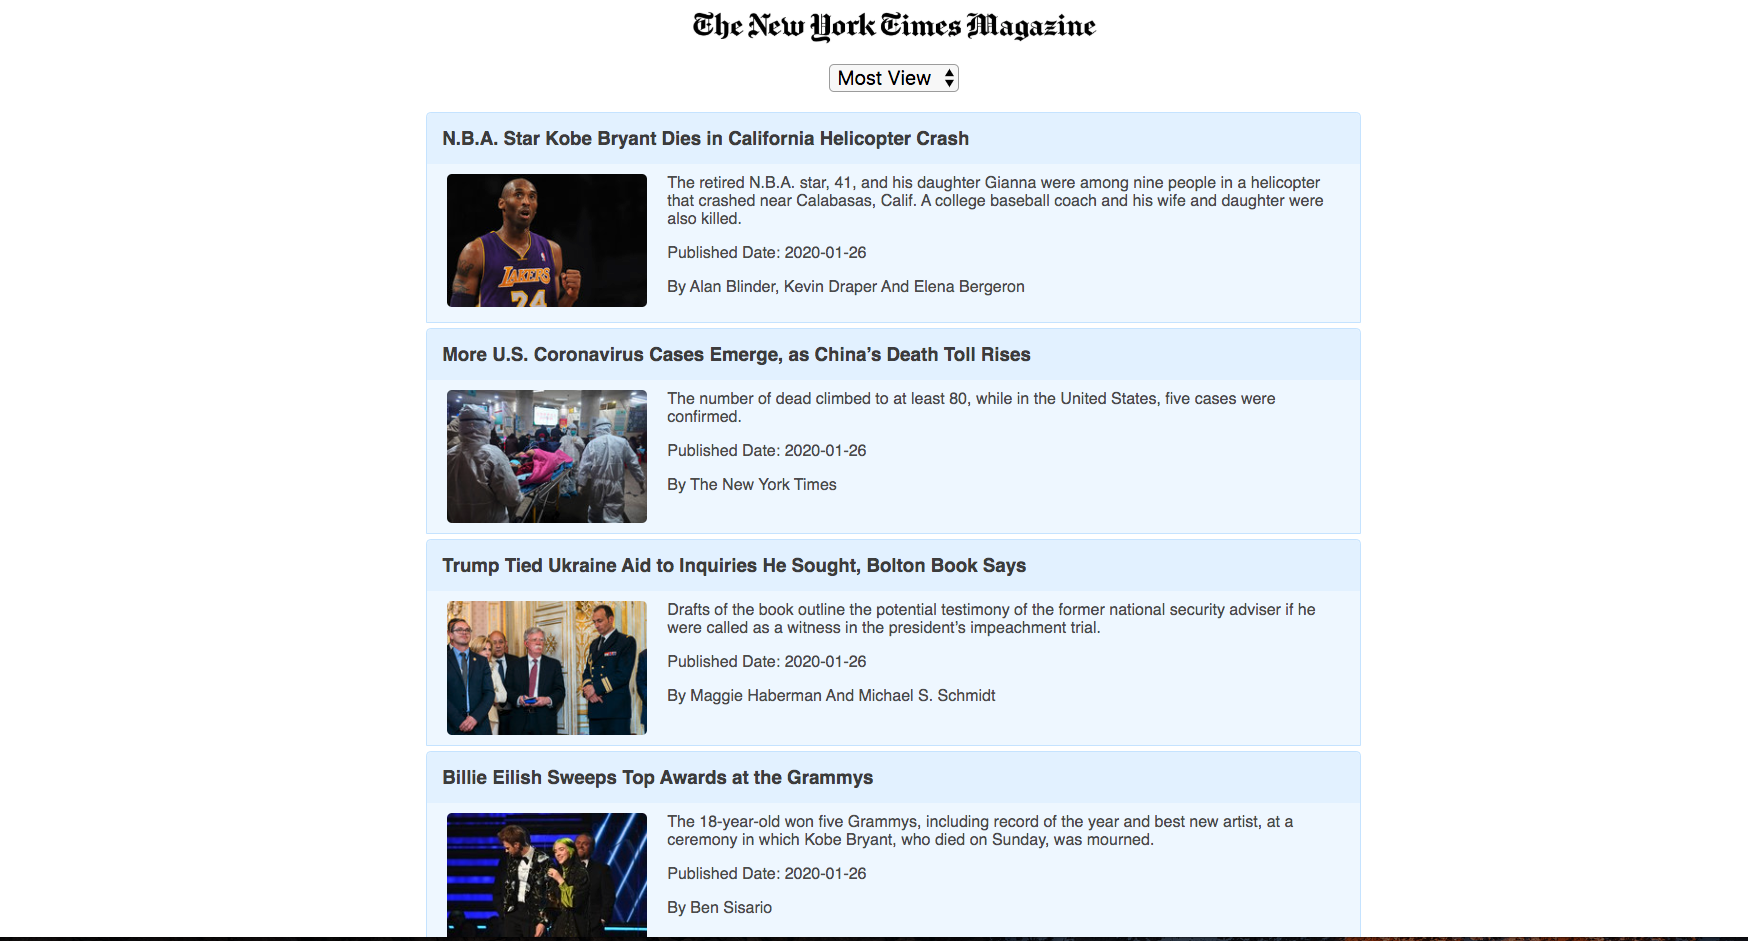 The New York Times Magazine
Most View
N.B.A. Star Kobe Bryant Dies in California Helicopter Crash
The retired N.B.A. star, 41, and his daughter Gianna were among nine people in a helicopter
that crashed near Calabasas, Calif. A college baseball coach and his wife and daughter were
also killed.
Published Date: 2020-01-26
By Alan Blinder, Kevin Draper And Elena Bergeron
LAKERS
24
More U.S. Coronavirus Cases Emerge, as China’s Death Toll Rises
The number of dead climbed to at least 80, while in the United States, five cases were
confirmed.
Published Date: 2020-01-26
By The New York Times
Trump Tied Ukraine Aid to Inquiries He Sought, Bolton Book Says
Drafts of the book outline the potential testimony of the former national security adviser if he
were called as a witness in the president’s impeachment trial.
Published Date: 2020-01-26
By Maggie Haberman And Michael S. Schmidt
Billie Eilish Sweeps Top Awards at the Grammys
The 18-year-old won five Grammys, including record of the year and best new artist, at a
ceremony in which Kobe Bryant, who died on Sunday, was mourned.
Published Date: 2020-01-26
By Ben Sisario